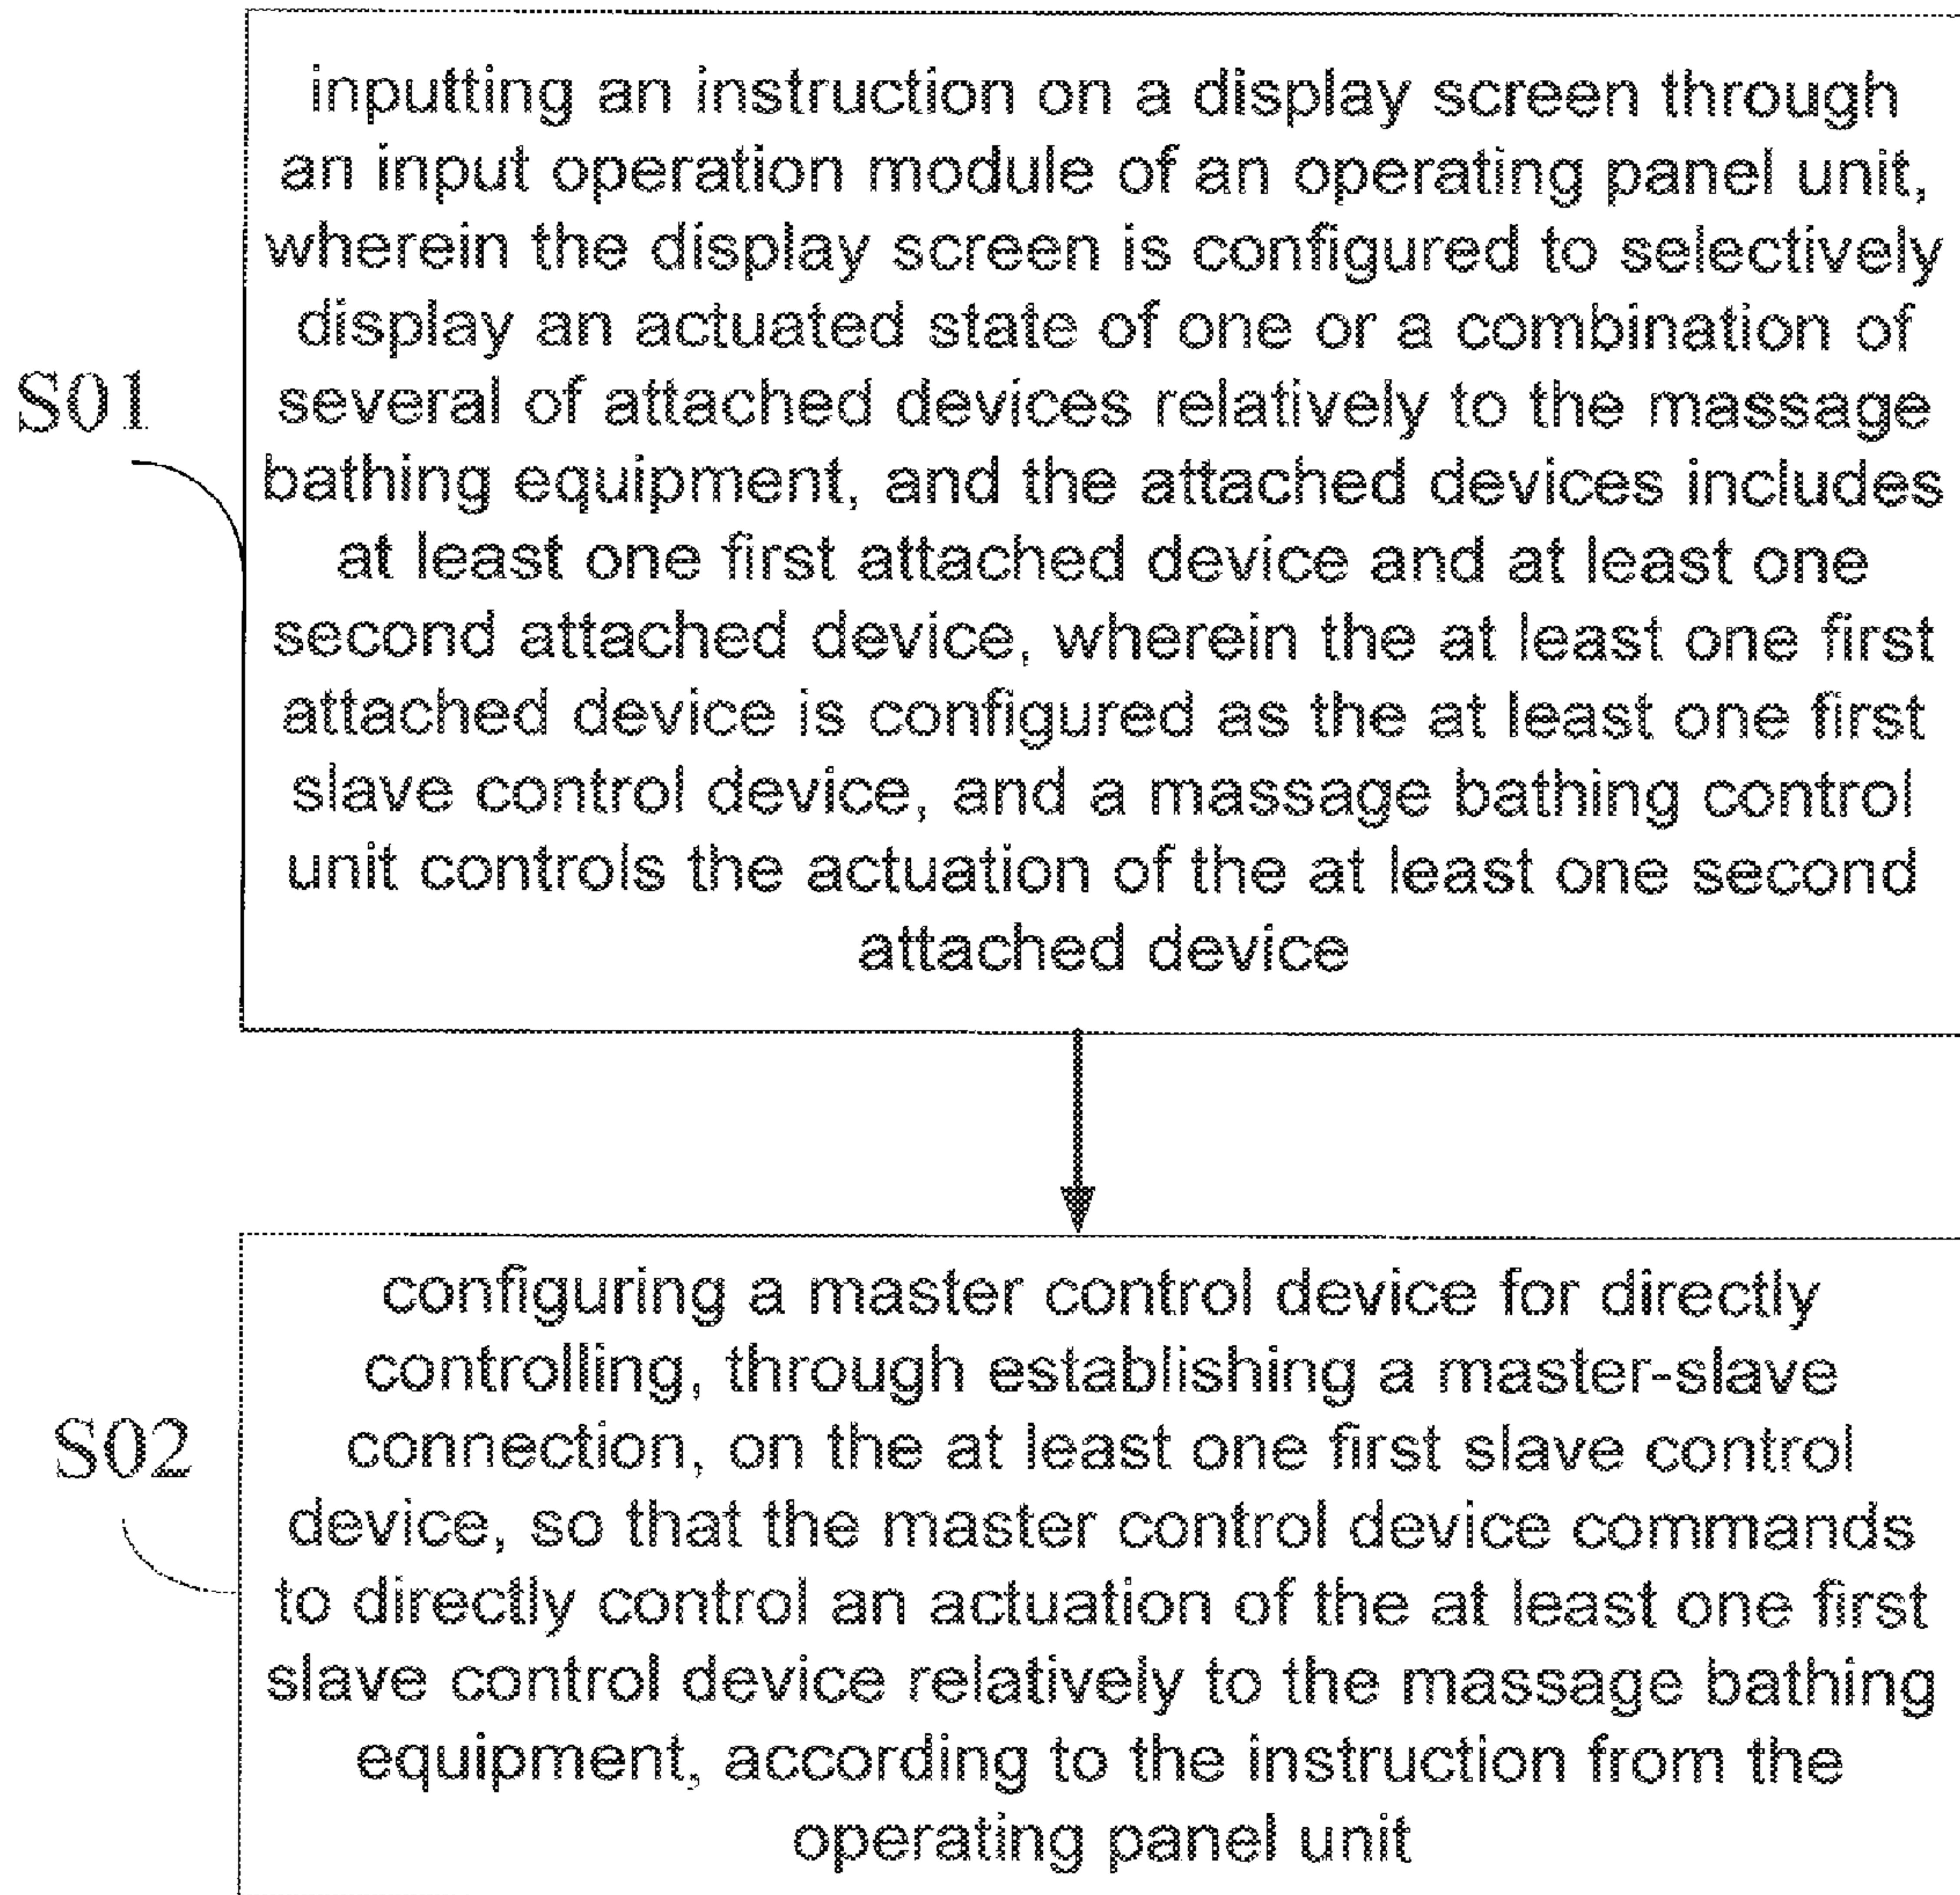 inputting an instruction on a display screen through
an input operation module of an operating panel unit,
wherein the display screen is configured to selectively
display an actuated state of one or a combination of
S01
several of attached devices relatively to the massage
bathing equipment, and the attached devices includes
at least one first attached device and at least one
second attached device, wherein the at least one first
attached device is configured as the at least one first
slave control device, and a massage bathing control
unit controls the actuation of the at least one second
attached device
configuring a master control device for directly
controlling, through establishing a master-slave
S02
connection, on the at least one first slave control
device, so that the master control device commands
to directly control an actuation of the at least one first
slave control device relatively to the massage bathing
equipment, according to the instruction from the
operating panel unit